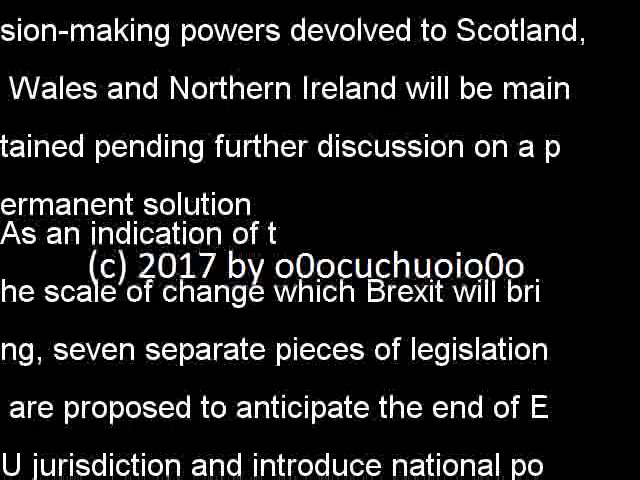 sion-making powers devolved to Scotland,
Wales and Northern Ireland will be main
tained pending further discussion on a p
ermanent solution
As an indication of t
(c) 2017 by o0ocuchuoio0o
he scale of change which Brexit will bri
ng, seven separate pieces of legislation
are proposed to anticipate the end of E
U jurisdiction and introduce national po